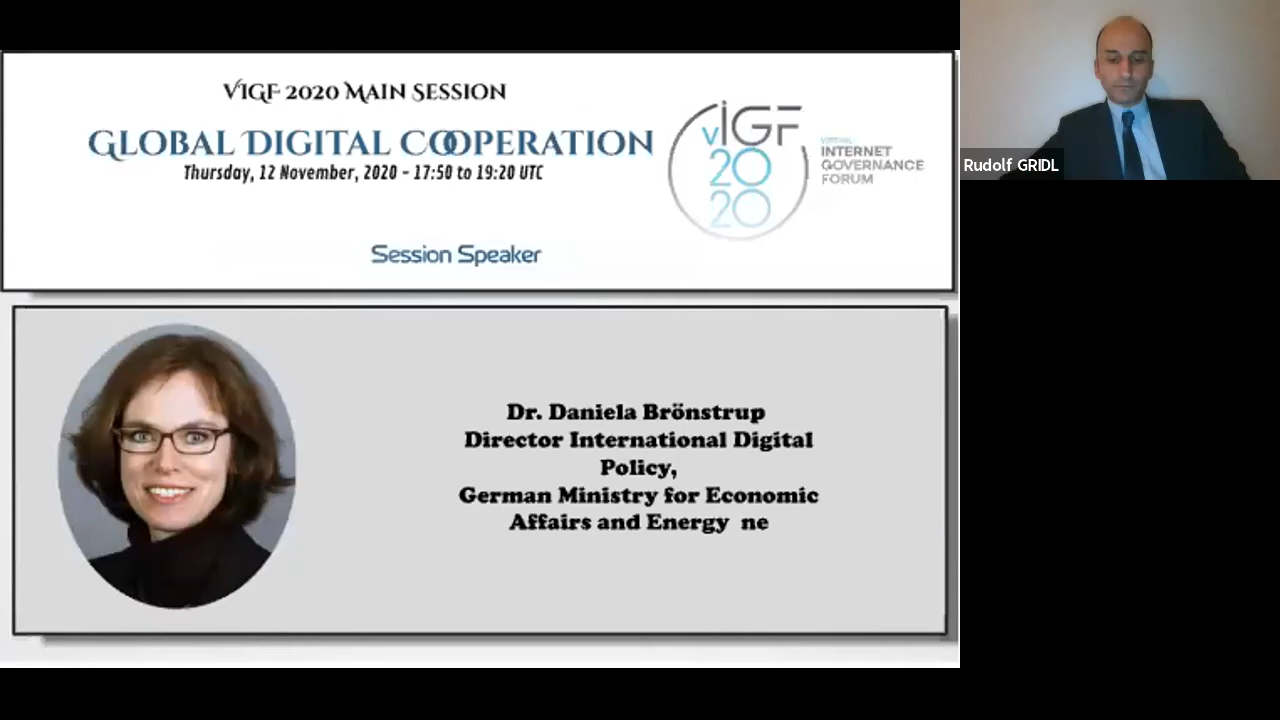 VIGF 2020 Main Session
Global Digital Cooperation
Thursday, 12 November, 2020 - 17:50 to 19:20 UTC
vIGF
20
20
VIRTUAL
INTERNET
GOVERNANCE
FORUM
Session Speaker
Dr. Daniela Brönstrup
Director International Digital
Policy,
German Ministry for Economic
Affairs and Energy ne
Rudolf GRIDL